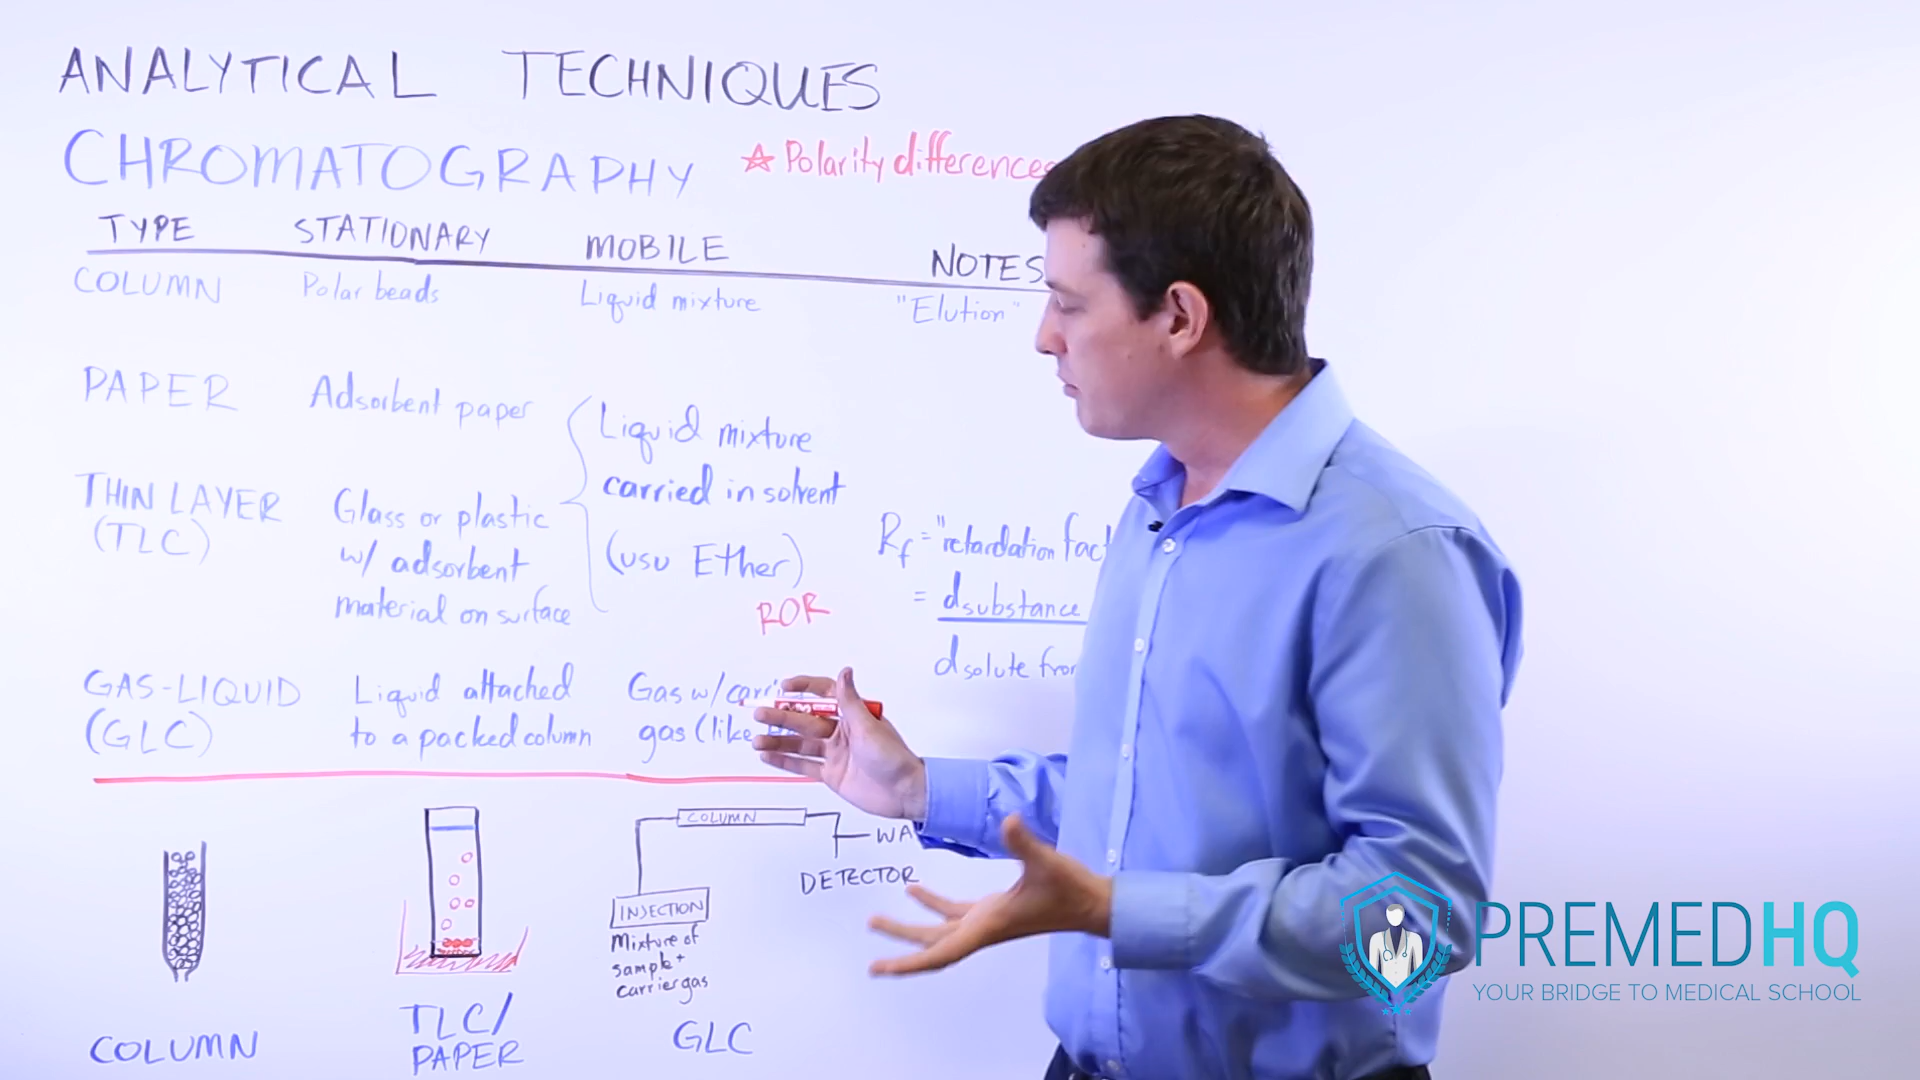 ANALYTICAL TECHNIQUES
CHROMATOGRAPHY ☆ Polarity differences
TYPE STATIONARY MOBILE NOTES
COLUMN Polar beads Liquid mixture "Elution"
PAPER Adsorbent paper Liquid mixture
carried in solvent
(usu Ether)
ROR
THIN LAYER
(TLC)
Glass or plastic
w/ adsorbent
material on surface
Rf = "retardation fact
= dsubstance
dsolute
GAS-LIQUID
(GLC)
Liquid attached
to a packed column
Gas w/
gas (like
COLUMN
DETECTOR
INJECTION
Mixture of
sample +
carrier gas
COLUMN
TLC/
PAPER
GLC
PREMEDHQ
YOUR BRIDGE TO MEDICAL SCHOOL